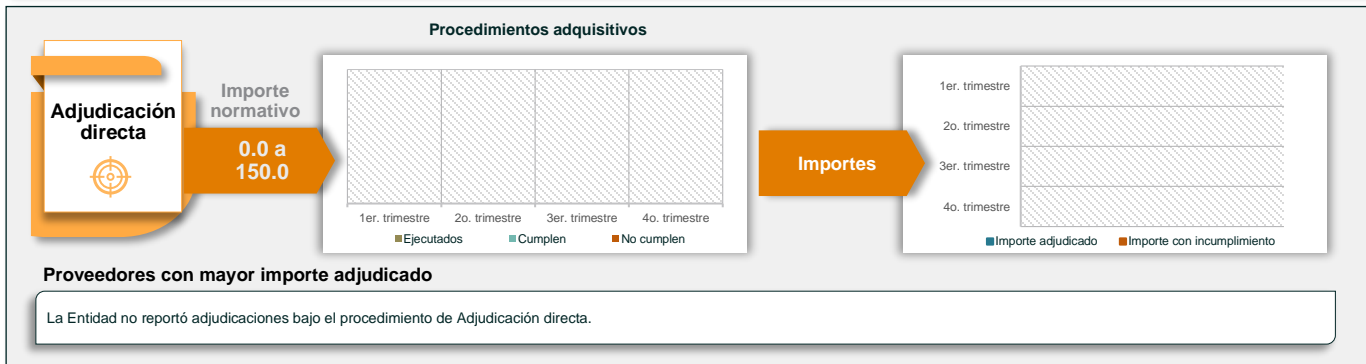 Procedimientos adquisitivos
Adjudicación
directa
Importe
normativo
0.0 a
150.0
1er. trimestre
2o. trimestre
3er. trimestre
4o. trimestre
Ejecutados
Cumplen
No cumplen
Importes
1er. trimestre
2o. trimestre
3er. trimestre
4o. trimestre
Importe adjudicado
Importe con incumplimiento
Proveedores con mayor importe adjudicado
La Entidad no reportó adjudicaciones bajo el procedimiento de Adjudicación directa.